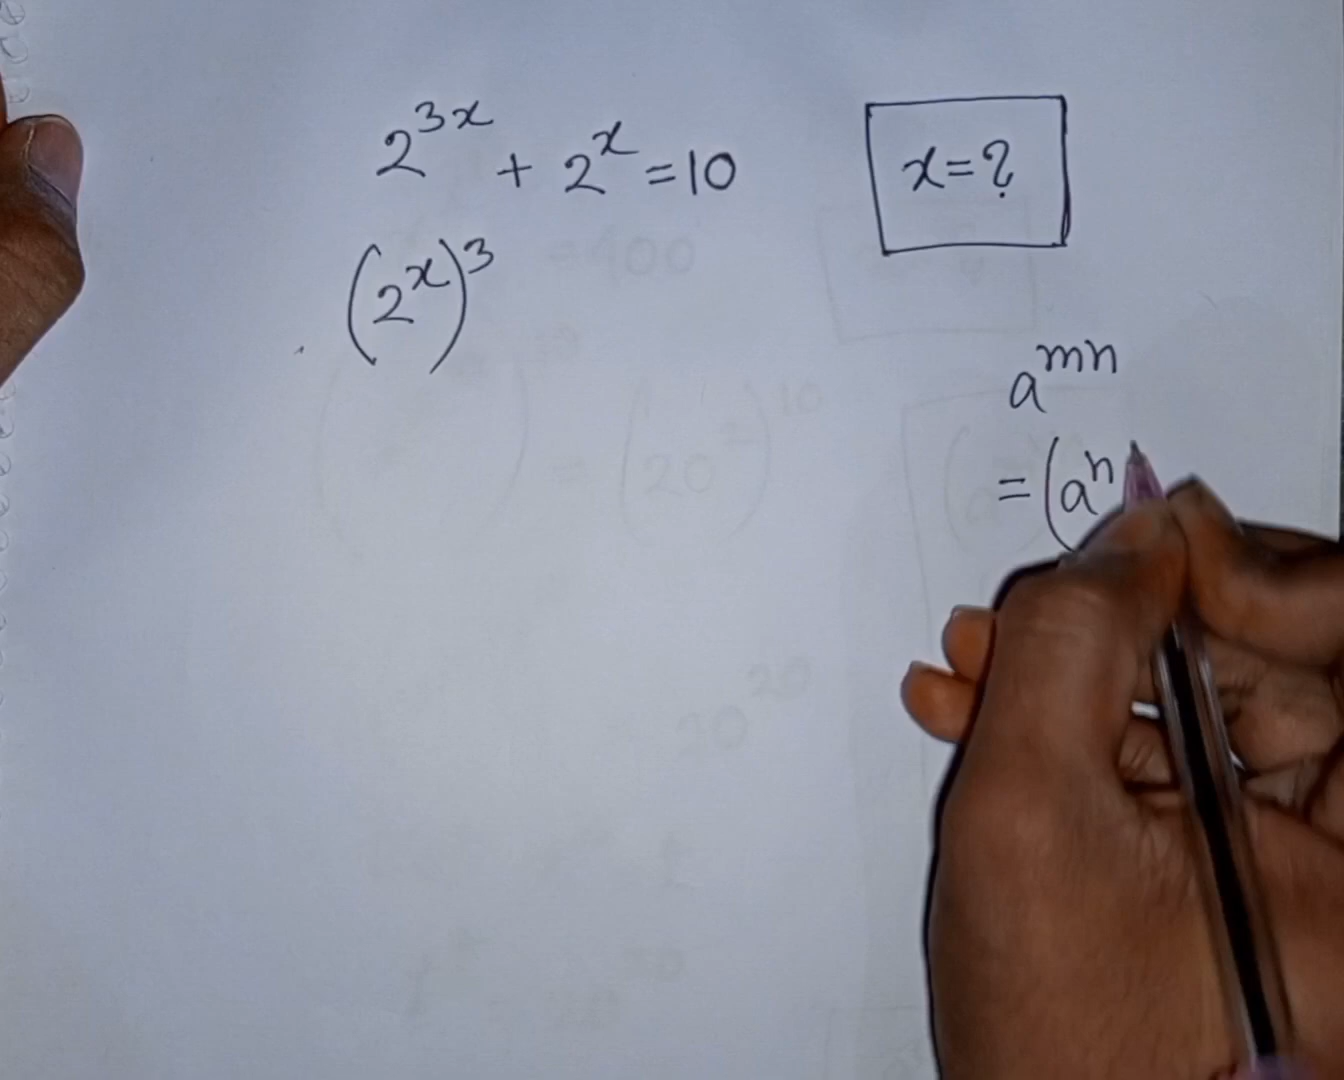 2^{3x} + 2^x = 10
x = ?
(2^x)^3
a^{mn}
= (a^n